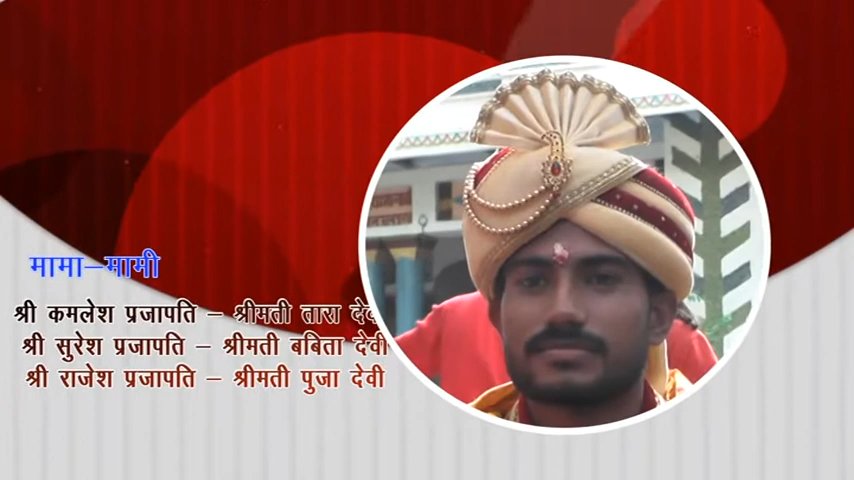 मामा–मामी
श्री कमलेश प्रजापति – श्रीमती तारा
श्री सुरेश प्रजापति – श्रीमती बबिता देवी
श्री राजेश प्रजापति – श्रीमती पुजा देवी